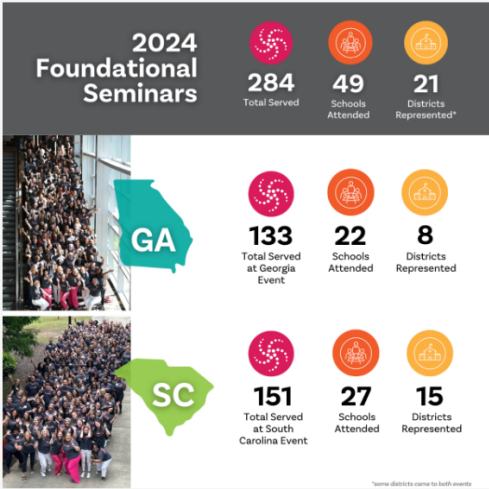 2024
Foundational
Seminars
284
Total Served
49
Schools
Attended
21
Districts
Represented*
GA
133
Total Served
at Georgia
Event
22
Schools
Attended
8
Districts
Represented
SC
151
Total Served
at South
Carolina Event
27
Schools
Attended
15
Districts
Represented
*some districts came to both events